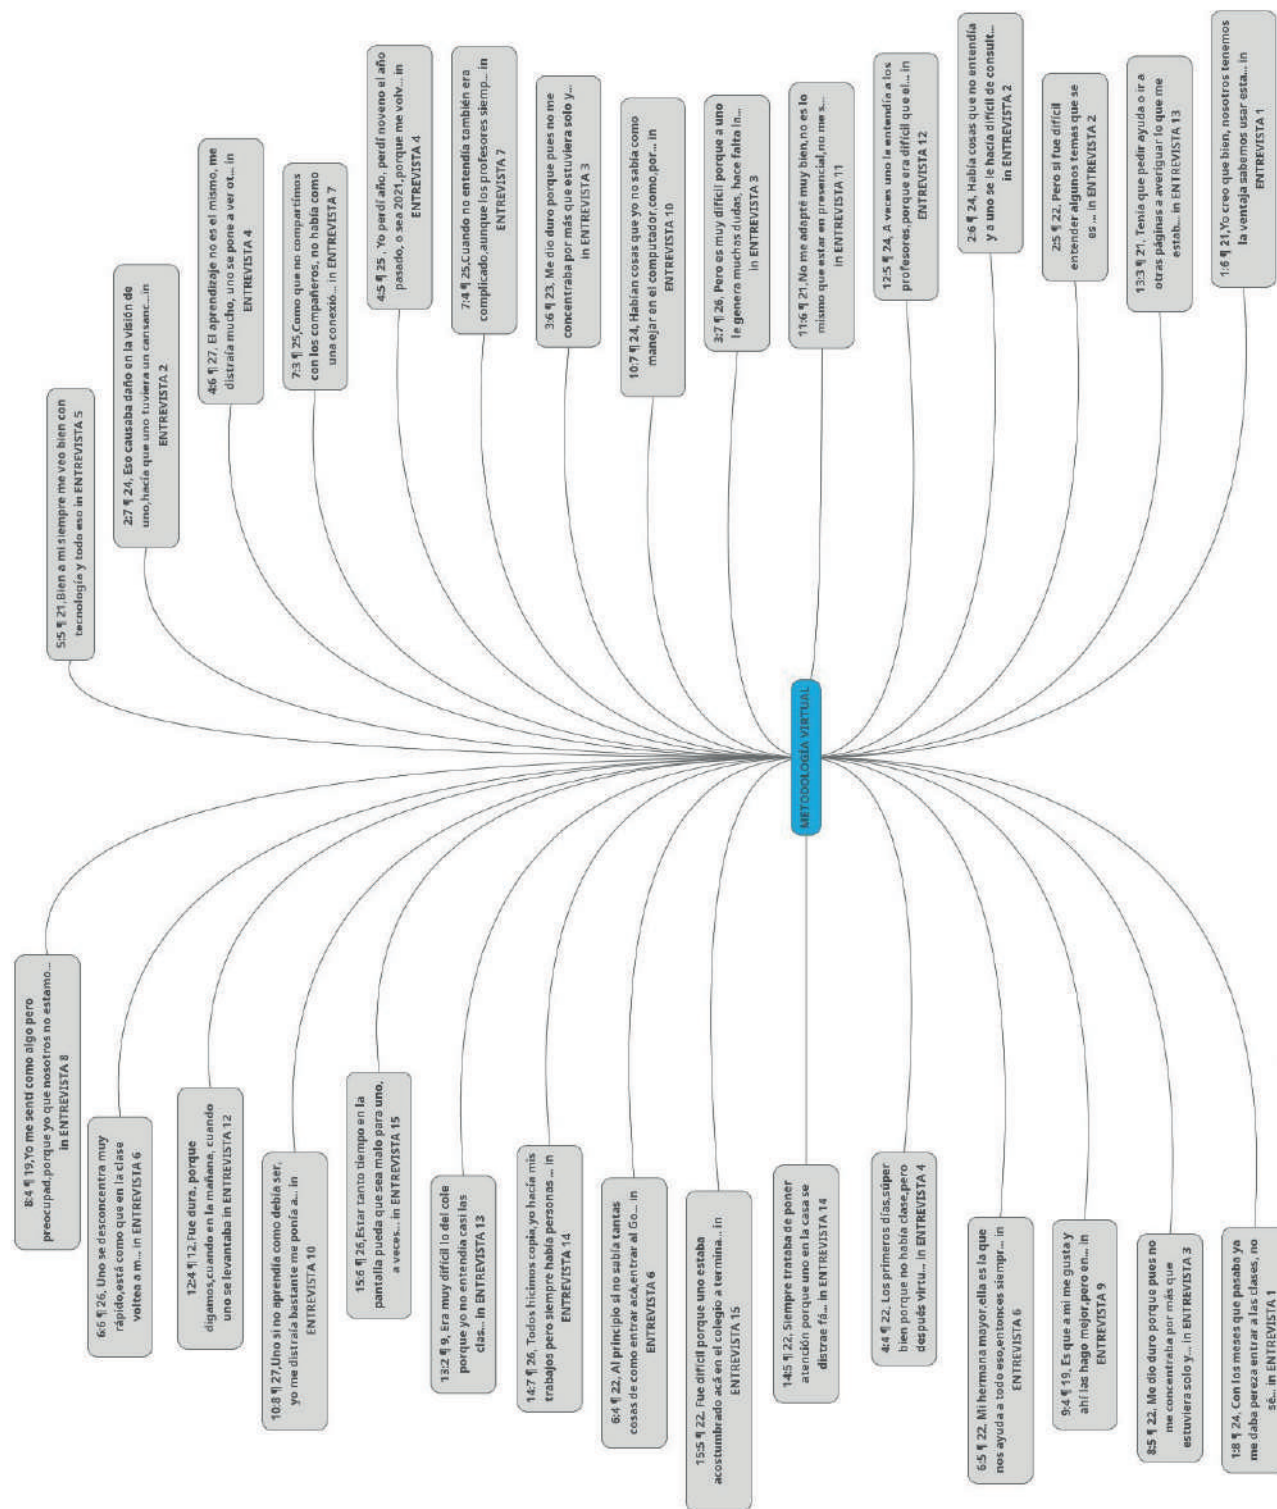 8:4 ¶ 19,Yo me sentí como algo pero
preocupad,porque yo que nosotros no estamo...
in ENTREVISTA 8
6:6 ¶ 26, Uno se desconcentra muy
rápido,está como que en la clase
voltea a m... in ENTREVISTA 6
12:4 ¶ 12,Fue dura, porque
digamos,cuando en la mañana, cuando
uno se levantaba in ENTREVISTA 12
10:8 ¶ 27,Uno si no aprendía como debía ser,
yo me distraía bastante me ponía a... in
ENTREVISTA 10
15:6 ¶ 26,Estar tanto tiempo en la
pantalla pueda que sea malo para uno,
a veces... in ENTREVISTA 15
13:2 ¶ 9, Era muy difícil lo del cole
porque yo no entendía casi las
clas... in ENTREVISTA 13
14:7 ¶ 26, Todos hicimos copia,yo hacía mis
trabajos pero siempre había personas ... in
ENTREVISTA 14
6:4 ¶ 22, Al principio si no sabía tantas
cosas de como entrar acá,entrar al Go... in
ENTREVISTA 6
15:5 ¶ 22, Fue difícil porque uno estaba
acostumbrado acá en el colegio a termina... in
ENTREVISTA 15
14:5 ¶ 22, Siempre trataba de poner
atención porque uno en la casa se
distrae fá... in ENTREVISTA 14
4:4 ¶ 22, Los primeros días,súper
bien porque no había clase,pero
después virtu... in ENTREVISTA 4
6:5 ¶ 22, Mi hermana mayor,ella es la que
nos ayuda a todo eso,entonces siempr... in
ENTREVISTA 6
9:4 ¶ 19, Es que a mi me gusta y
ahí las hago mejor,pero en... in
ENTREVISTA 9
8:5 ¶ 22, Me dio duro porque pues no
me concentraba por más que
estuviera solo y... in ENTREVISTA 3
1:8 ¶ 24, Con los meses que pasaba ya
me daba pereza entrar a las clases, no
sé... in ENTREVISTA 1
METODOLOGÍA VIRTUAL
5:5 ¶ 21,Bien a mi siempre me veo bien con
tecnología y todo eso in ENTREVISTA 5
2:7 ¶ 24, Eso causaba daño en la visión de
uno,hacía que uno tuviera un cansanc...in
ENTREVISTA 2
4:6 ¶ 27, El aprendizaje no es el mismo, me
distraía mucho, uno se pone a ver ot... in
ENTREVISTA 4
7:3 ¶ 25,Como que no compartimos
con los compañeros, no había como
una conexió... in ENTREVISTA 7
4:5 ¶ 25 , Yo perdí año, perdí noveno el año
pasado, o sea 2021,porque me volv... in
ENTREVISTA 4
7:4 ¶ 25,Cuando no entendía también era
complicado,aunque los profesores siemp... in
ENTREVISTA 7
3:6 ¶ 23, Me dio duro porque pues no me
concentraba por más que estuviera solo y...
in ENTREVISTA 3
10:7 ¶ 24, Habían cosas que yo no sabía como
manejar en el computador,como,por... in
ENTREVISTA 10
3:7 ¶ 26, Pero es muy difícil porque a uno
le genera muchas dudas, hace falta la...
in ENTREVISTA 3
11:6 ¶ 21,No me adapté muy bien,no es lo
mismo que estar en presencial,no me s...
in ENTREVISTA 11
12:5 ¶ 24, A veces uno le entendía a los
profesores,porque era difícil que el... in
ENTREVISTA 12
2:6 ¶ 24, Había cosas que no entendía
y a uno se le hacía difícil de consult...
in ENTREVISTA 2
2:5 ¶ 22, Pero si fue difícil
entender algunos temas que se
es ... in ENTREVISTA 2
13:3 ¶ 21, Tenía que pedir ayuda o ir a
otras páginas a averiguar lo que me
estab... in ENTREVISTA 13
1:6 ¶ 21,Yo creo que bien, nosotros tenemos
la ventaja sabemos usar esta... in
ENTREVISTA 1